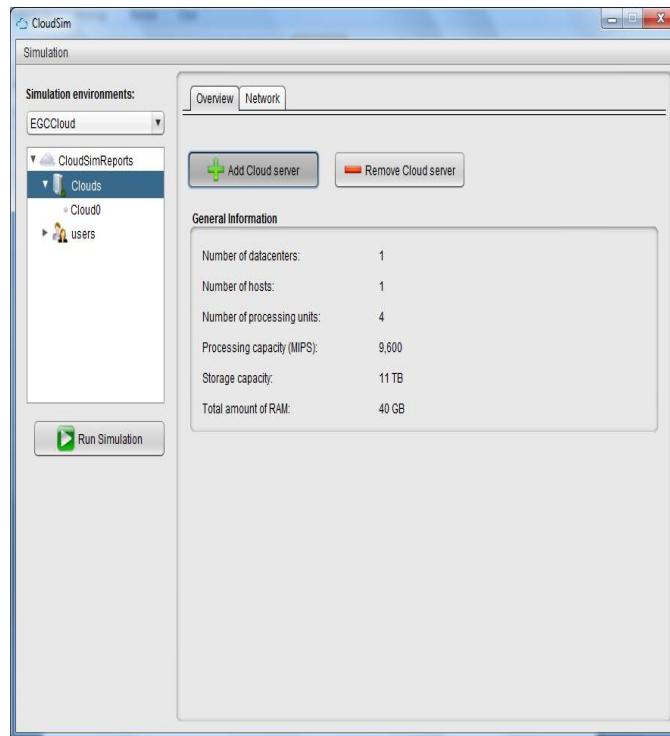 CloudSim
Simulation
Simulation environments:
EGCCloud
CloudSimReports
Clouds
Cloud0
users
Run Simulation
Overview
Network
Add Cloud server
Remove Cloud server
General Information
Number of datacenters: 1
Number of hosts: 1
Number of processing units: 4
Processing capacity (MIPS): 9,600
Storage capacity: 11 TB
Total amount of RAM: 40 GB